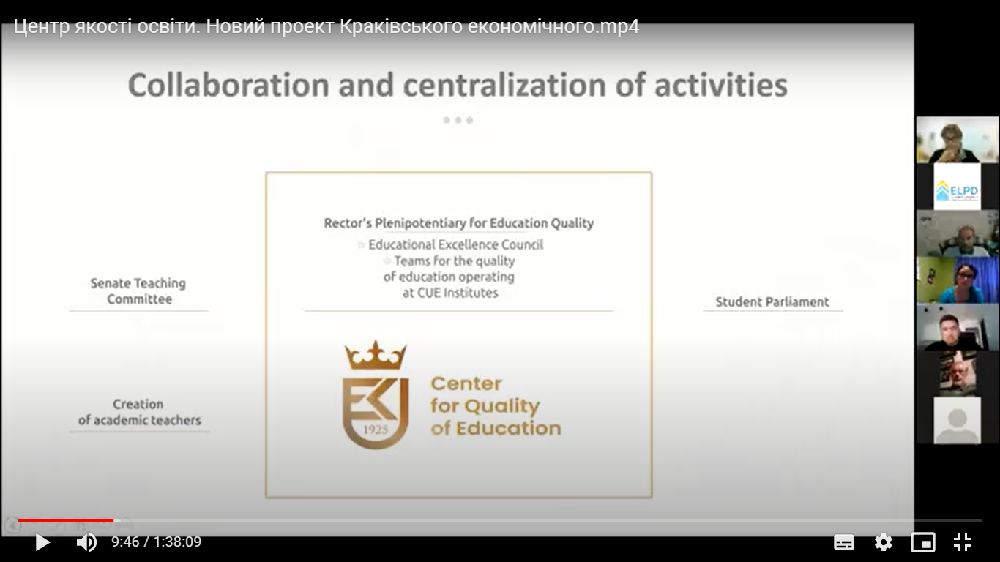 Центр якості освіти. Новий проект Краківського економічного.mp4
Collaboration and centralization of activities
Rector's Plenipotentiary for Education Quality
Educational Excellence Council
Teams for the quality
of education operating
at CUE Institutes
Senate Teaching
Committee
Student Parliament
Creation
of academic teachers
EKU
1925
Center
for Quality
of Education
ELPD
9:46 / 1:38:09